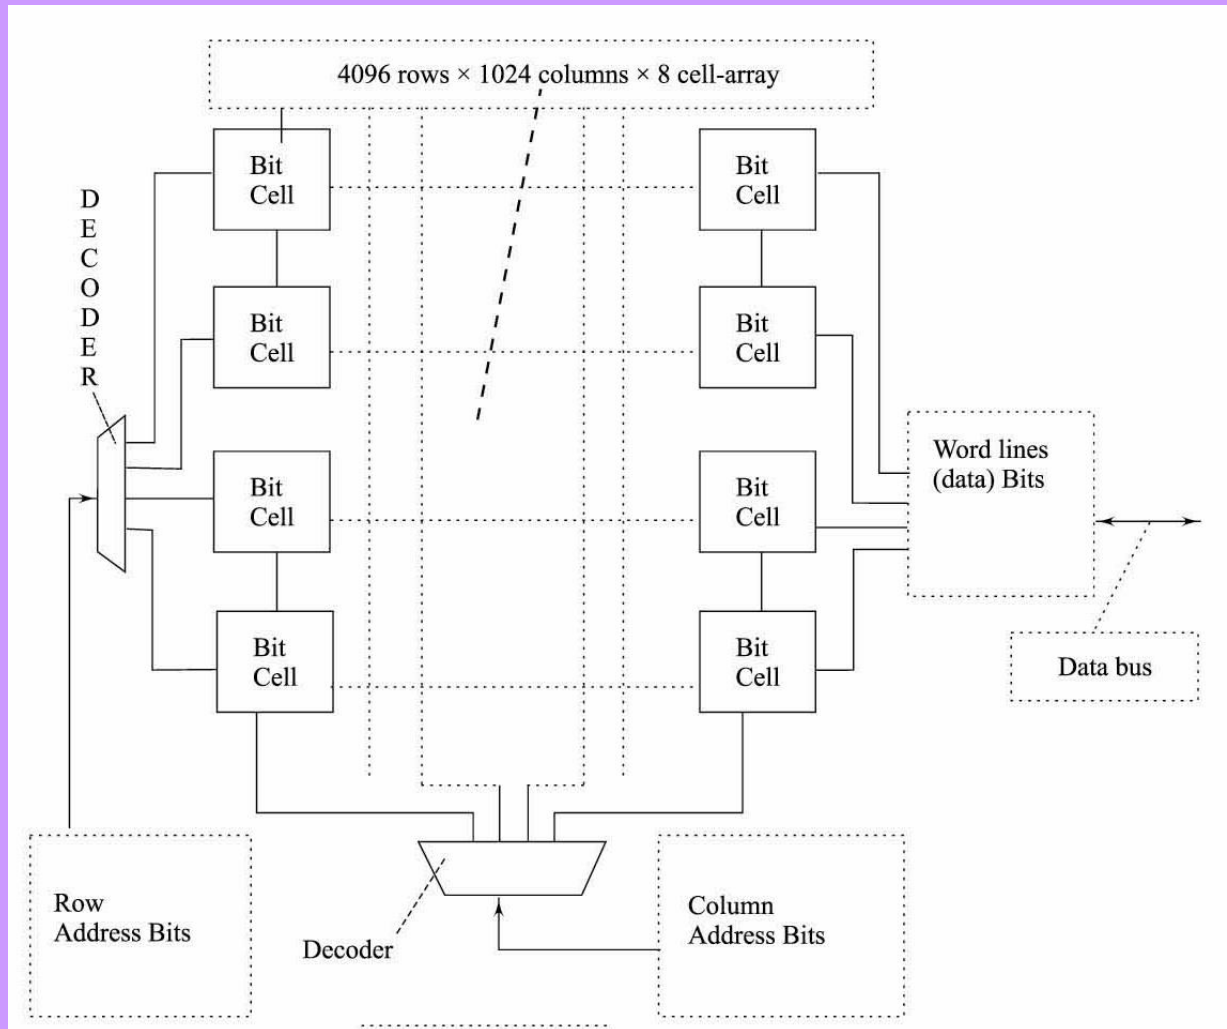 4096 rows × 1024 columns × 8 cell-array
Bit
Cell
Bit
Cell
D
E
C
O
D
E
R
Bit
Cell
Bit
Cell
Bit
Cell
Bit
Cell
Word lines
(data) Bits
Bit
Cell
Bit
Cell
Data bus
Row
Address Bits
Decoder
Column
Address Bits